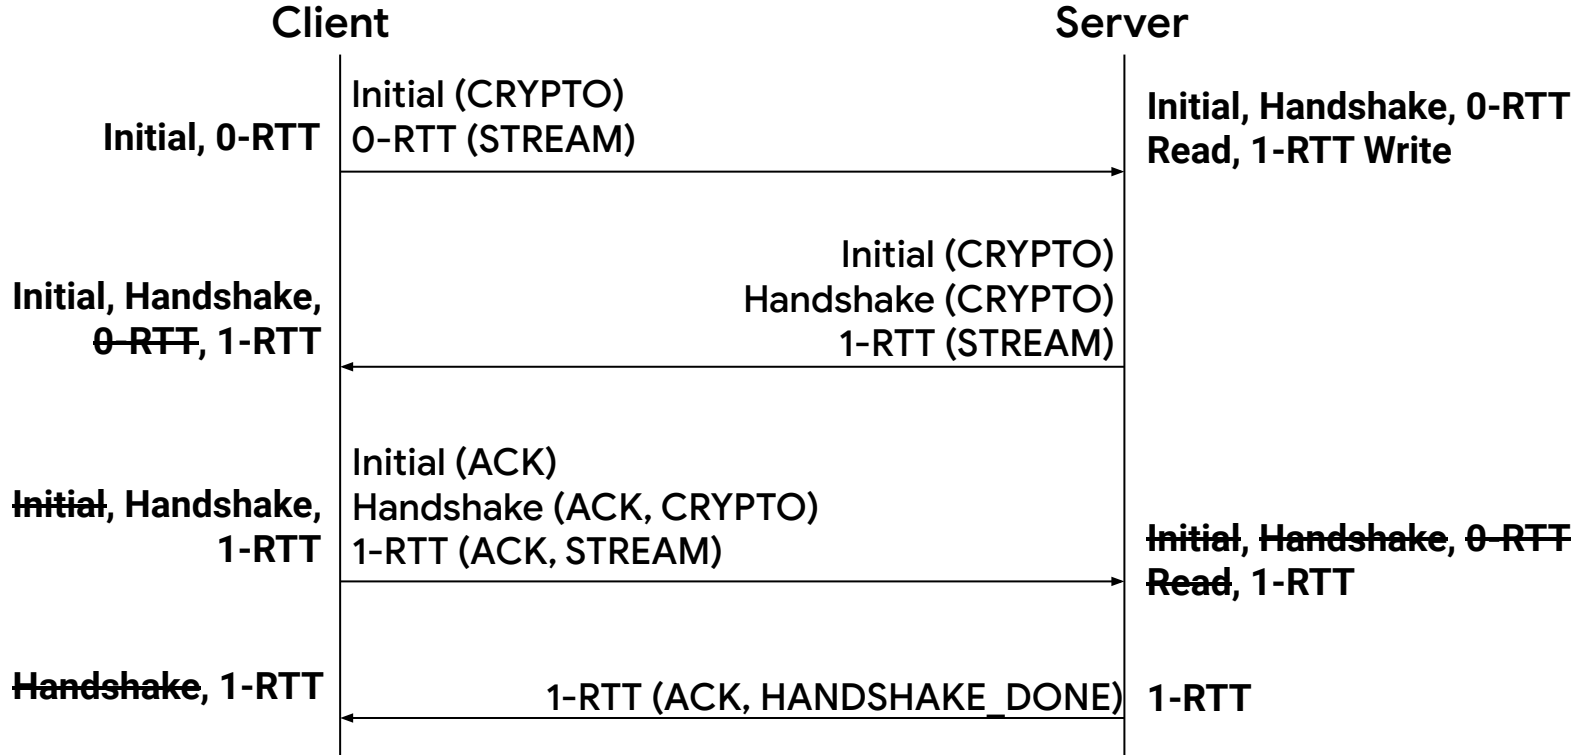 Client
Server
Initial (CRYPTO)
0-RTT (STREAM)
Initial, 0-RTT
Initial, Handshake, 0-RTT
Read, 1-RTT Write
Initial (CRYPTO)
Handshake (CRYPTO)
1-RTT (STREAM)
Initial, Handshake,
0-RTT, 1-RTT
Initial (ACK)
Handshake (ACK, CRYPTO)
1-RTT (ACK, STREAM)
Initial, Handshake,
1-RTT
Initial, Handshake, 0-RTT
Read, 1-RTT
Handshake, 1-RTT
1-RTT (ACK, HANDSHAKE_DONE)
1-RTT